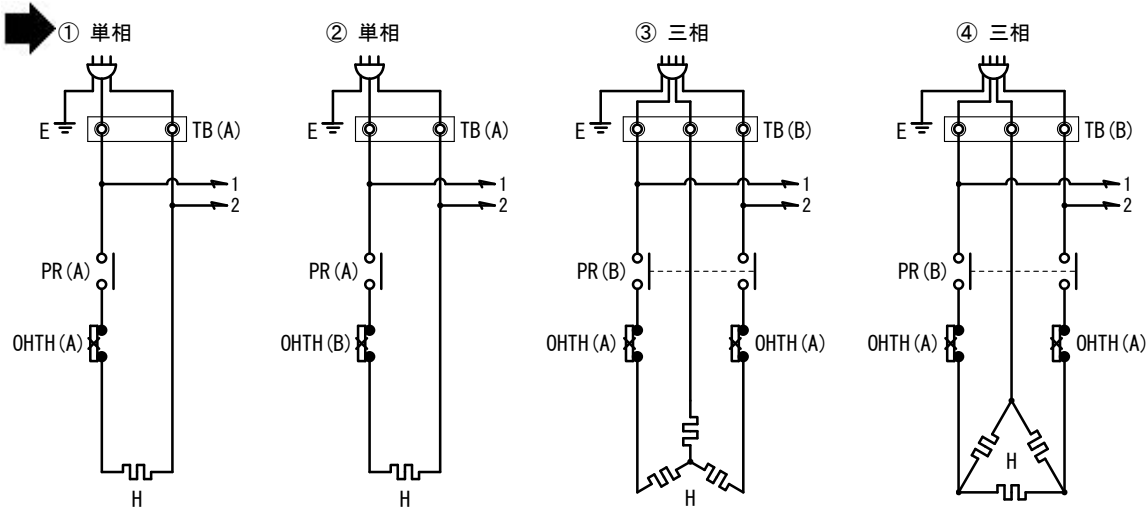 ① 単相
E
TB(A)
1
2
PR(A)
OHTH(A)
H
② 単相
E
TB(A)
1
2
PR(A)
OHTH(B)
H
③ 三相
E
TB(B)
1
2
PR(B)
OHTH(A)
OHTH(A)
H
④ 三相
E
TB(B)
1
2
PR(B)
OHTH(A)
OHTH(A)
H